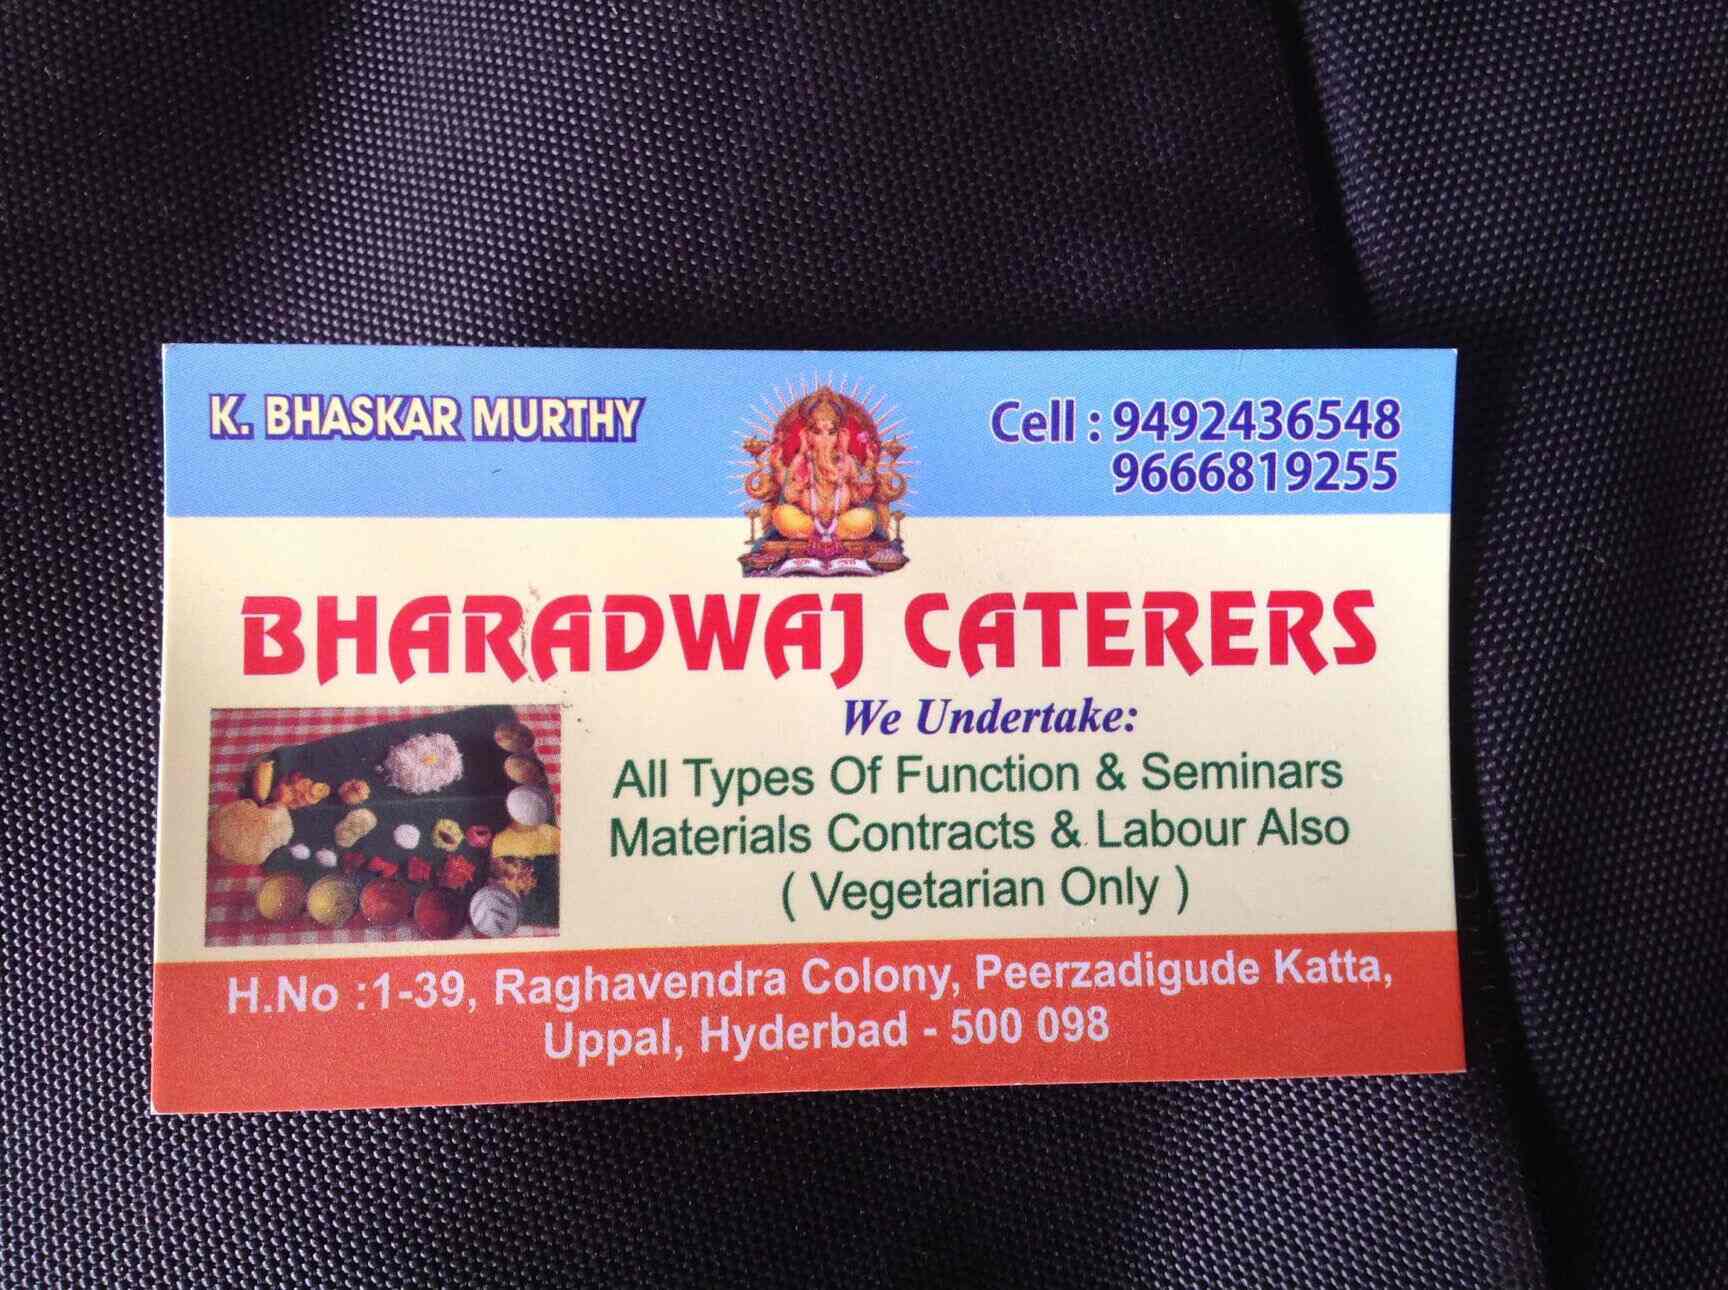 K. BHASKAR MURTHY
Cell : 9492436548
9666819255
BHARADWAJ CATERERS
We Undertake:
All Types Of Function & Seminars
Materials Contracts & Labour Also
( Vegetarian Only )
H.No :1-39, Raghavendra Colony, Peerzadigude Katta,
Uppal, Hyderbad - 500 098